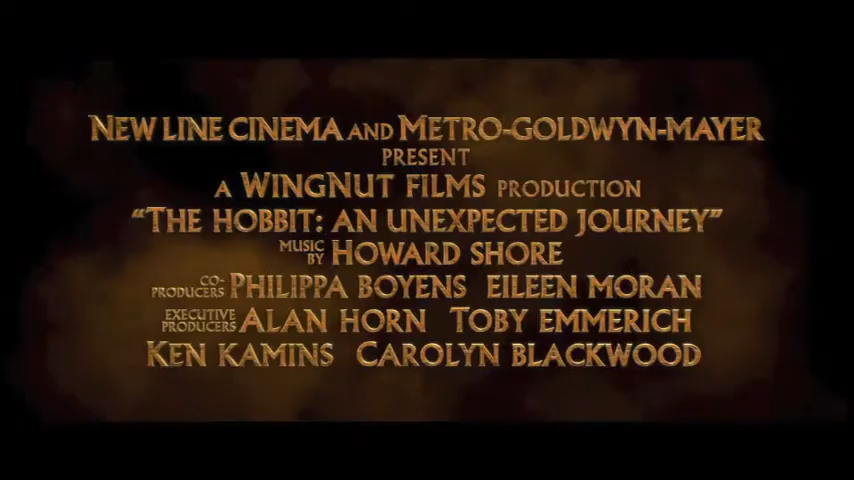 NEW LINE CINEMA AND METRO-GOLDWYN-MAYER
PRESENT
A WINGNUT FILMS PRODUCTION
“THE HOBBIT: AN UNEXPECTED JOURNEY”
MUSIC BY HOWARD SHORE
CO-PRODUCERS PHILIPPA BOYENS EILEEN MORAN
EXECUTIVE PRODUCERS ALAN HORN TOBY EMMERICH
KEN KAMINS CAROLYN BLACKWOOD